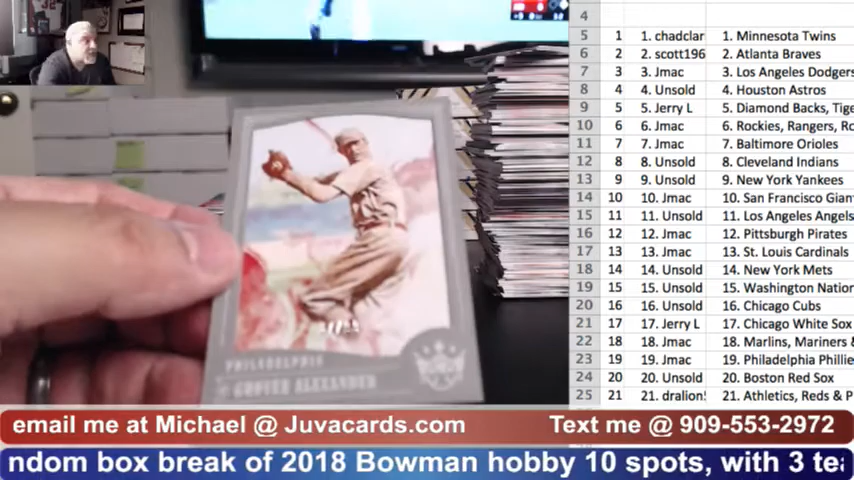 4
5 1 1. chadclar 1. Minnesota Twins
6 2 2. scott196 2. Atlanta Braves
7 3 3. Jmac 3. Los Angeles Dodgers
8 4 4. Unsold 4. Houston Astros
9 5 5. Jerry L 5. Diamond Backs, Tige
10 6 6. Jmac 6. Rockies, Rangers, Ro
11 7 7. Jmac 7. Baltimore Orioles
12 8 8. Unsold 8. Cleveland Indians
13 9 9. Unsold 9. New York Yankees
14 10 10. Jmac 10. San Francisco Gian
15 11 11. Unsold 11. Los Angeles Angels
16 12 12. Jmac 12. Pittsburgh Pirates
17 13 13. Jmac 13. St. Louis Cardinals
18 14 14. Unsold 14. New York Mets
19 15 15. Unsold 15. Washington Nation
20 16 16. Unsold 16. Chicago Cubs
21 17 17. Jerry L 17. Chicago White Sox
22 18 18. Jmac 18. Marlins, Mariners &
23 19 19. Jmac 19. Philadelphia Phillie
24 20 20. Unsold 20. Boston Red Sox
25 21 21. dralion! 21. Athletics, Reds & P
PHILADELPHIA
GROVER ALEXANDER
email me at Michael @ Juvacards.com Text me @ 909-553-2972
ndom box break of 2018 Bowman hobby 10 spots, with 3 tea